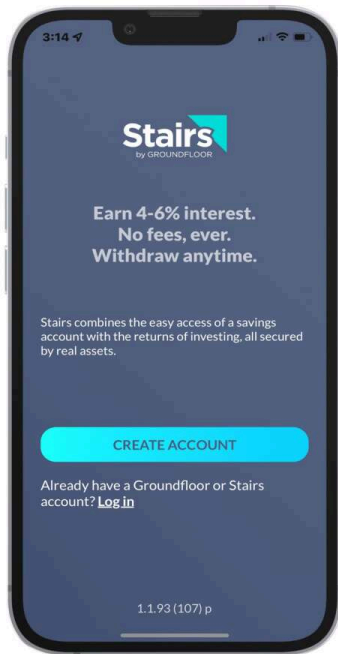 3:14
Stairs
by GROUNDFLOOR
Earn 4-6% interest.
No fees, ever.
Withdraw anytime.
Stairs combines the easy access of a savings
account with the returns of investing, all secured
by real assets.
CREATE ACCOUNT
Already have a Groundfloor or Stairs
account? Log in
1.1.93 (107) p